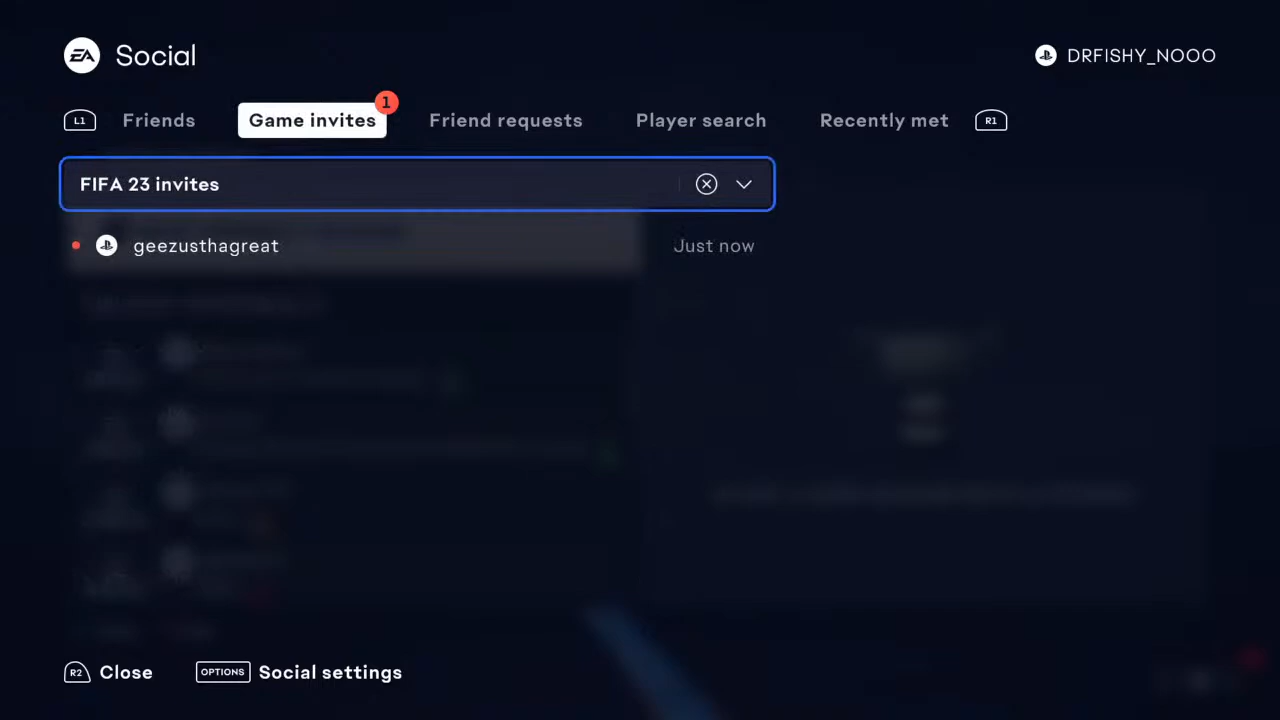 EA Social
DRFISHY_NOOO
L1 Friends Game invites 1 Friend requests Player search Recently met R1
FIFA 23 invites
geezusthagreat Just now
R2 Close OPTIONS Social settings